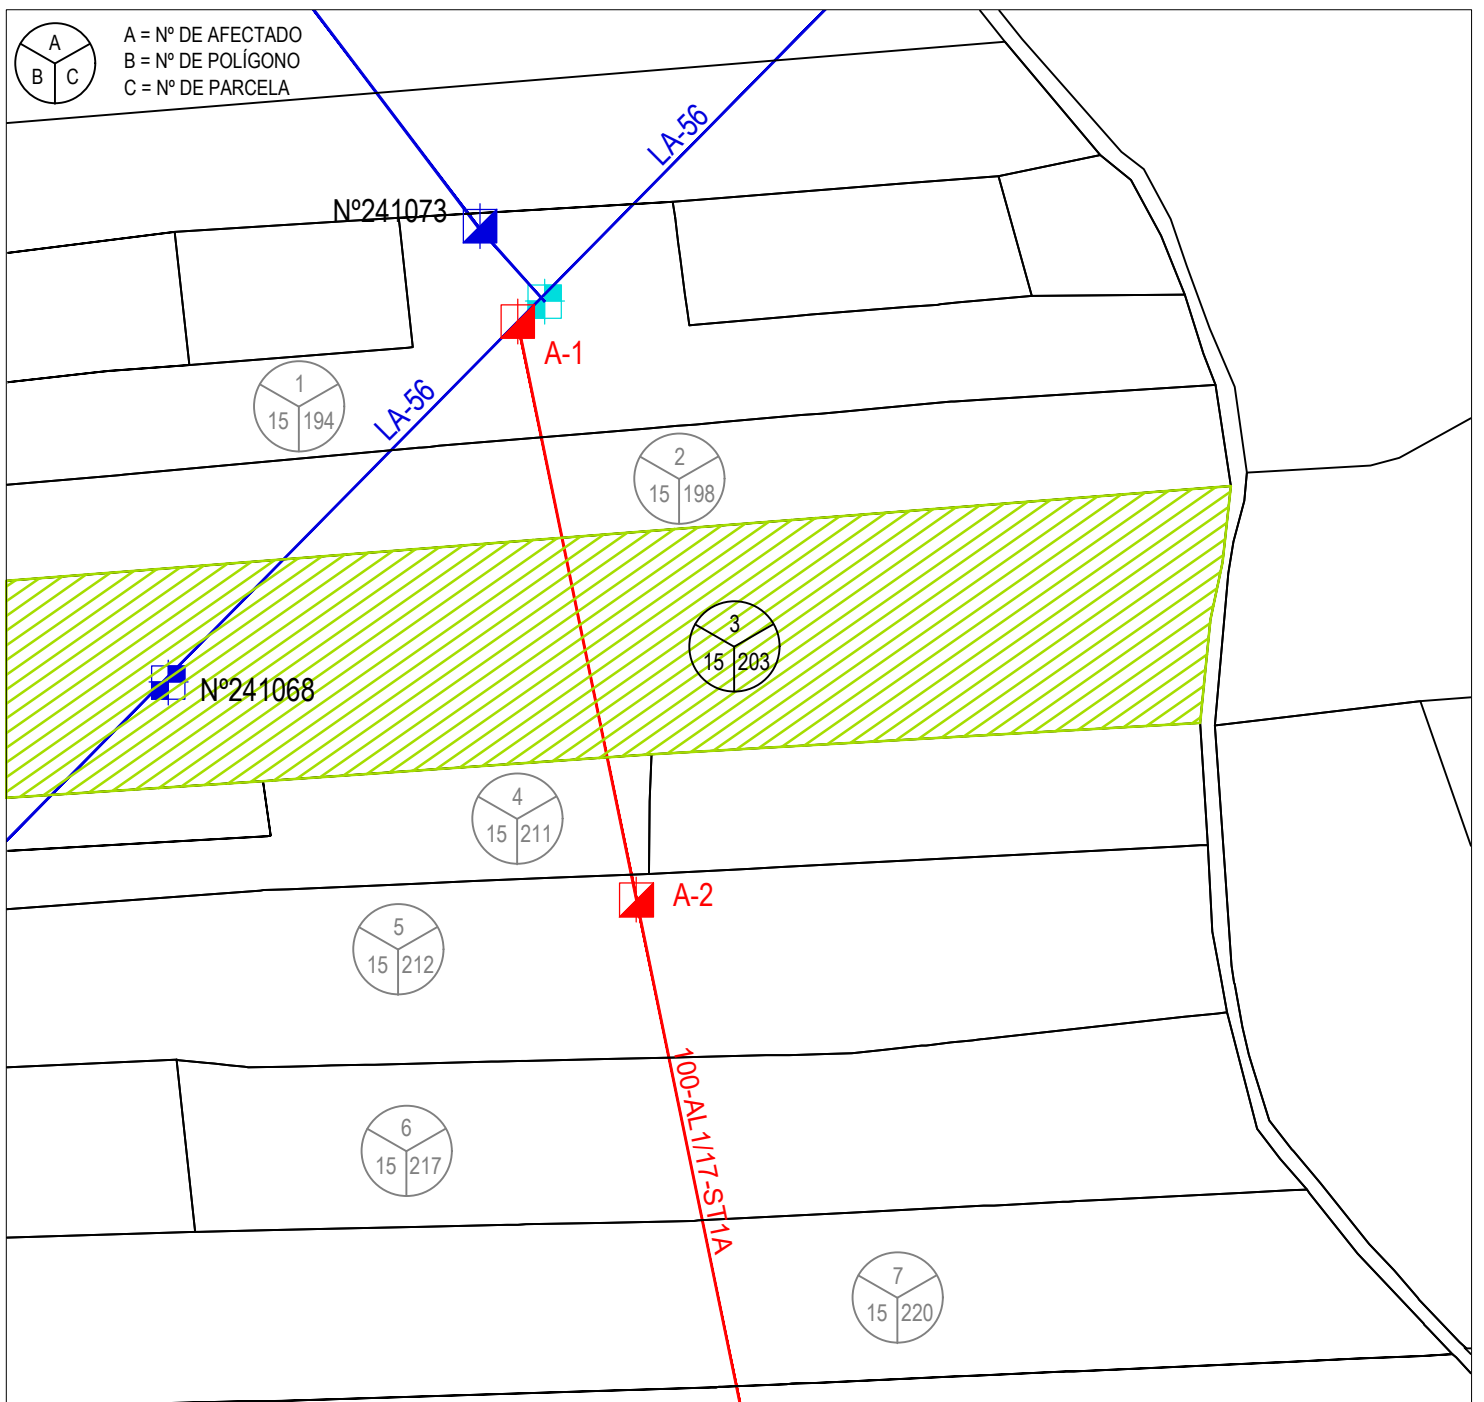 A
B C
A = Nº DE AFECTADO
B = Nº DE POLÍGONO
C = Nº DE PARCELA
LA-56
Nº241073
A-1
1
15 194
LA-56
2
15 198
3
15 203
Nº241068
4
15 211
A-2
5
15 212
100-AL1/17-ST1A
6
15 217
7
15 220